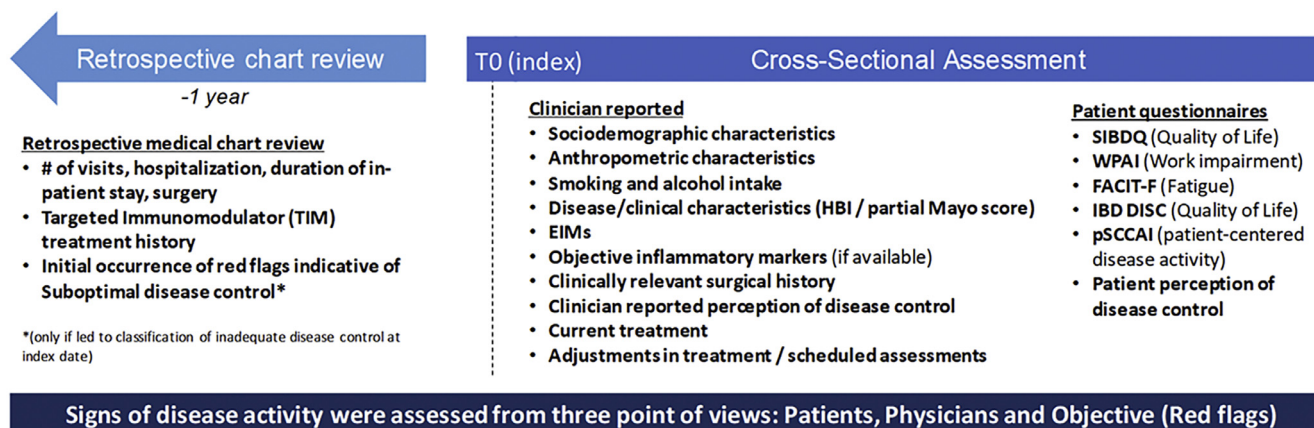 Retrospective chart review
-1 year
Retrospective medical chart review
• # of visits, hospitalization, duration of in-
patient stay, surgery
• Targeted Immunomodulator (TIM)
treatment history
• Initial occurrence of red flags indicative of
Suboptimal disease control*
*(only if led to classification of inadequate disease control at
index date)
T0 (index)
Cross-Sectional Assessment
Clinician reported
• Sociodemographic characteristics
• Anthropometric characteristics
• Smoking and alcohol intake
• Disease/clinical characteristics (HBI / partial Mayo score)
• EIMs
• Objective inflammatory markers (if available)
• Clinically relevant surgical history
• Clinician reported perception of disease control
• Current treatment
• Adjustments in treatment / scheduled assessments
Patient questionnaires
• SIBDQ (Quality of Life)
• WPAI (Work impairment)
• FACIT-F (Fatigue)
• IBD DISC (Quality of Life)
• pSCCAI (patient-centered
disease activity)
• Patient perception of
disease control
Signs of disease activity were assessed from three point of views: Patients, Physicians and Objective (Red flags)